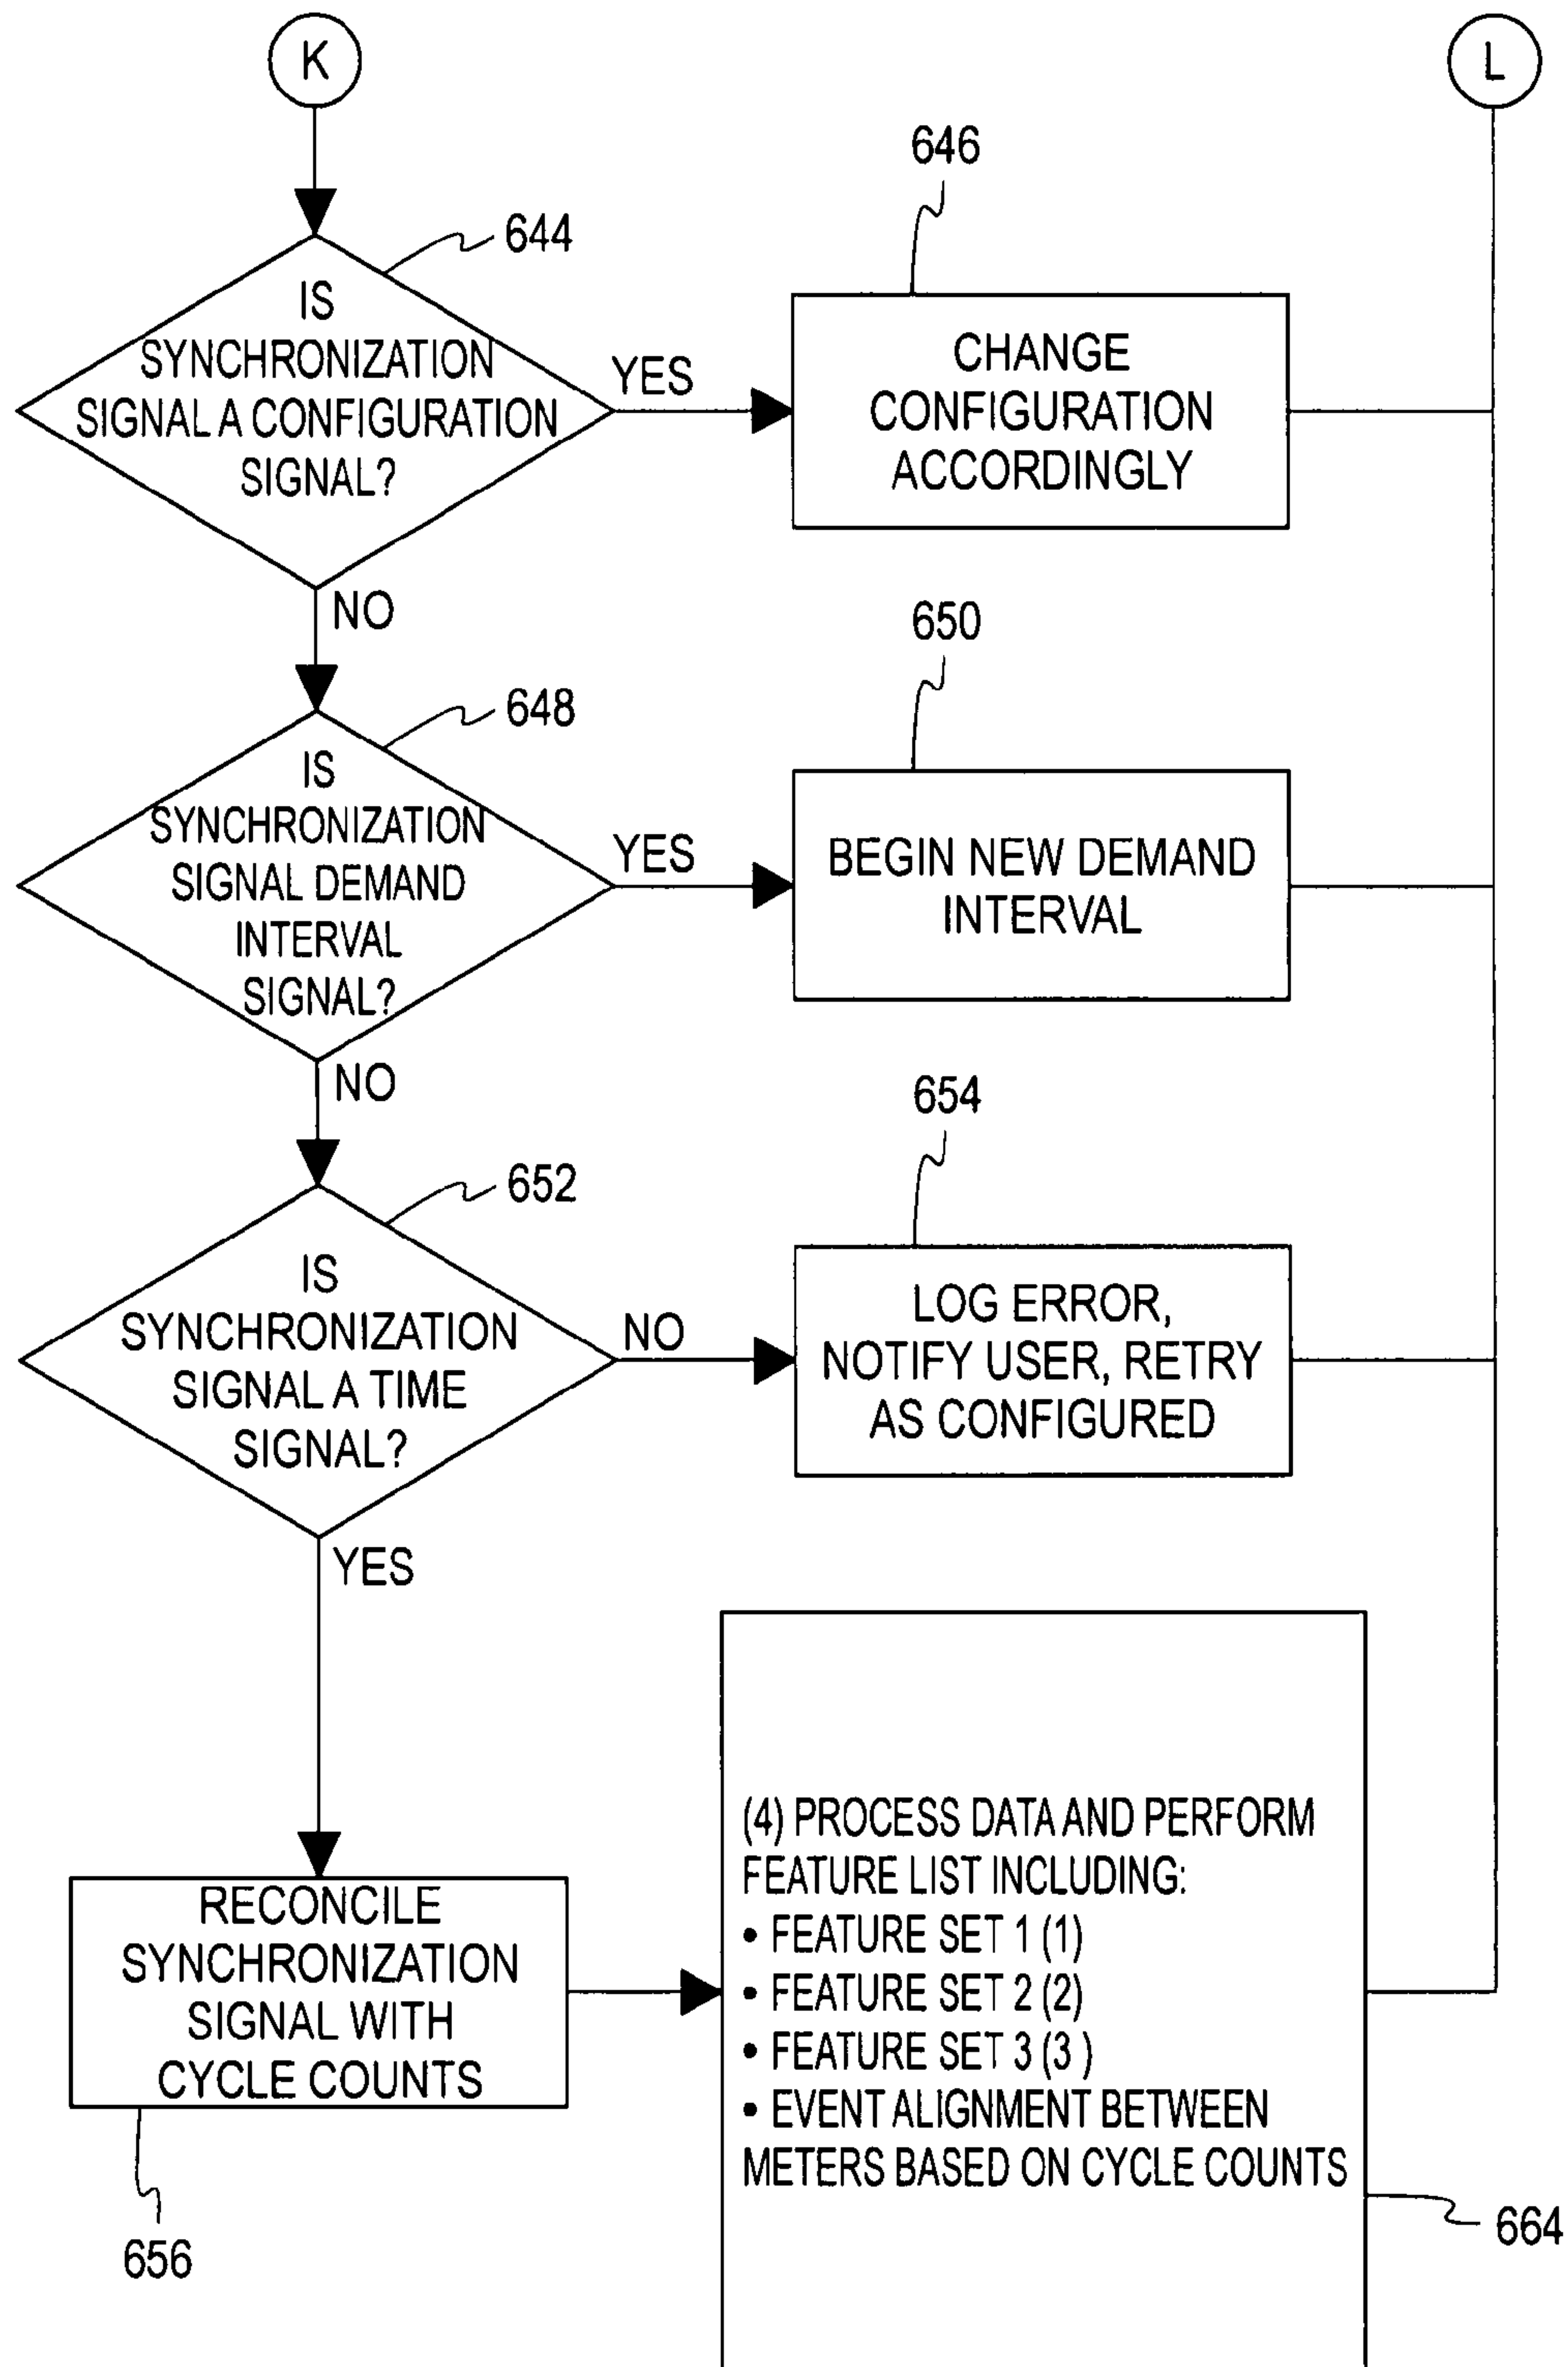 K
L
644
IS
SYNCHRONIZATION
SIGNAL A CONFIGURATION
SIGNAL?
YES
646
CHANGE
CONFIGURATION
ACCORDINGLY
NO
648
IS
SYNCHRONIZATION
SIGNAL DEMAND
INTERVAL
SIGNAL?
YES
650
BEGIN NEW DEMAND
INTERVAL
NO
652
IS
SYNCHRONIZATION
SIGNAL A TIME
SIGNAL?
NO
654
LOG ERROR,
NOTIFY USER, RETRY
AS CONFIGURED
YES
RECONCILE
SYNCHRONIZATION
SIGNAL WITH
CYCLE COUNTS
656
(4) PROCESS DATA AND PERFORM
FEATURE LIST INCLUDING:
• FEATURE SET 1 (1)
• FEATURE SET 2 (2)
• FEATURE SET 3 (3 )
• EVENT ALIGNMENT BETWEEN
METERS BASED ON CYCLE COUNTS
664